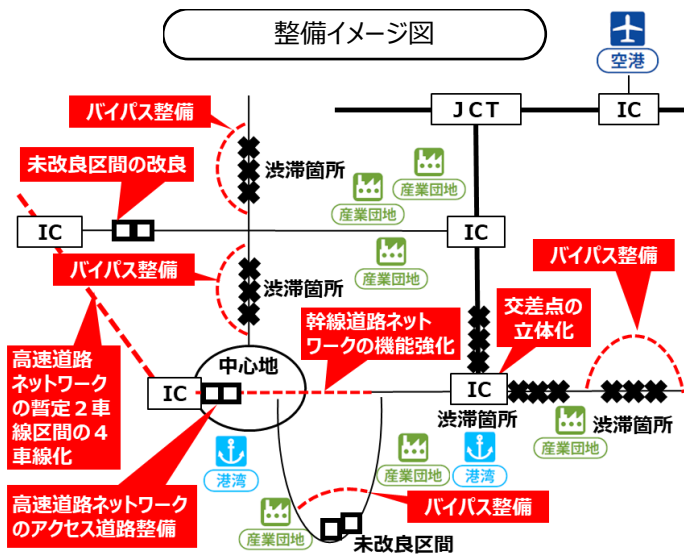 整備イメージ図
空港
バイパス整備
JCT
IC
未改良区間の改良
渋滞箇所
産業団地
産業団地
IC
IC
産業団地
バイパス整備
バイパス整備
渋滞箇所
幹線道路ネット
ワークの機能強化
交差点の
立体化
高速道路
ネットワーク
の暫定２車
線区間の４
車線化
中心地
IC
IC
渋滞箇所
渋滞箇所
産業団地
港湾
産業団地
港湾
高速道路ネットワーク
のアクセス道路整備
バイパス整備
産業団地
未改良区間